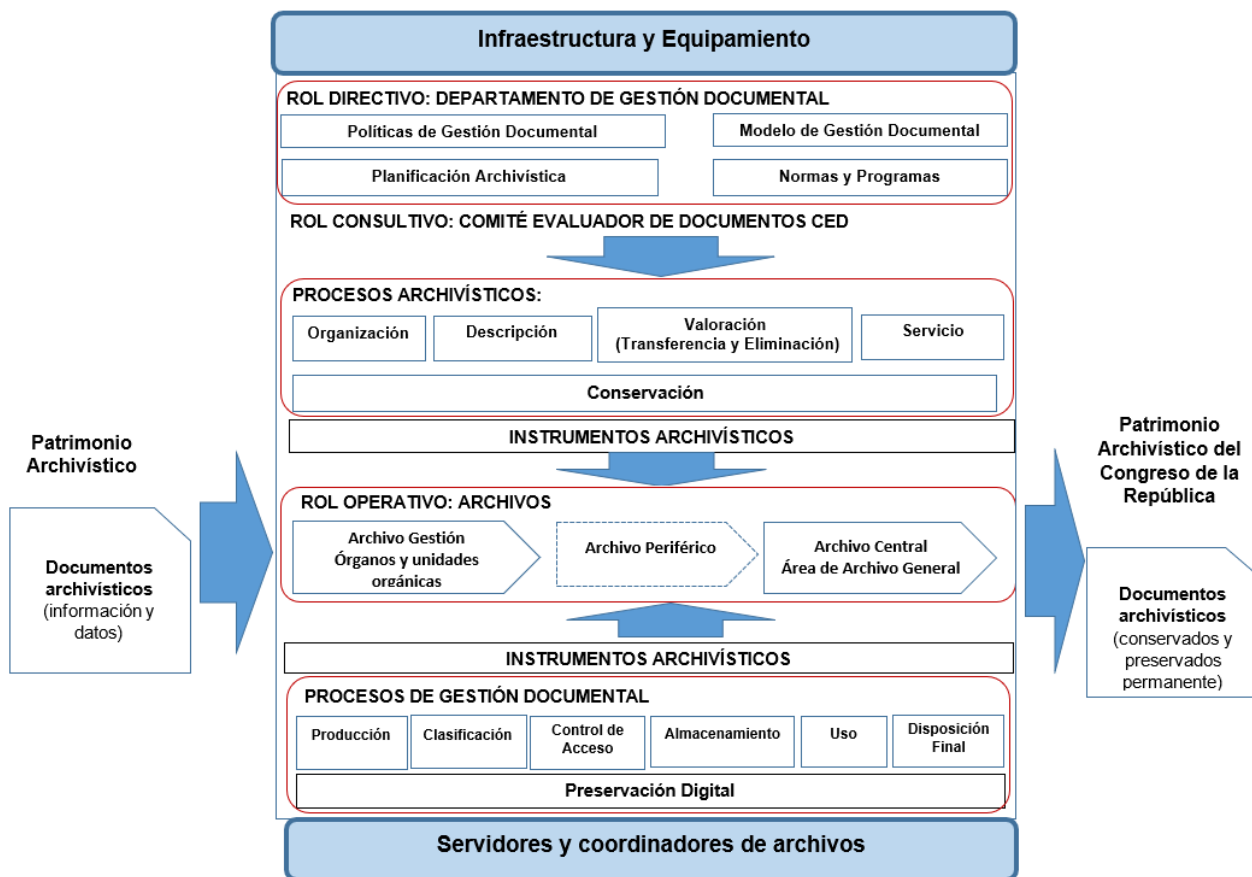 Infraestructura y Equipamiento
ROL DIRECTIVO: DEPARTAMENTO DE GESTIÓN DOCUMENTAL
Políticas de Gestión Documental
Modelo de Gestión Documental
Planificación Archivística
Normas y Programas
ROL CONSULTIVO: COMITÉ EVALUADOR DE DOCUMENTOS CED
PROCESOS ARCHIVÍSTICOS:
Organización
Descripción
Valoración
(Transferencia y Eliminación)
Servicio
Conservación
INSTRUMENTOS ARCHIVÍSTICOS
Patrimonio
Archivístico
Documentos
archivísticos
(información y
datos)
ROL OPERATIVO: ARCHIVOS
Archivo Gestión
Órganos y unidades
orgánicas
Archivo Periférico
Archivo Central
Área de Archivo General
INSTRUMENTOS ARCHIVÍSTICOS
PROCESOS DE GESTIÓN DOCUMENTAL
Producción
Clasificación
Control de
Acceso
Almacenamiento
Uso
Disposición
Final
Preservación Digital
Patrimonio
Archivístico del
Congreso de la
República
Documentos
archivísticos
(conservados y
preservados
permanente)
Servidores y coordinadores de archivos